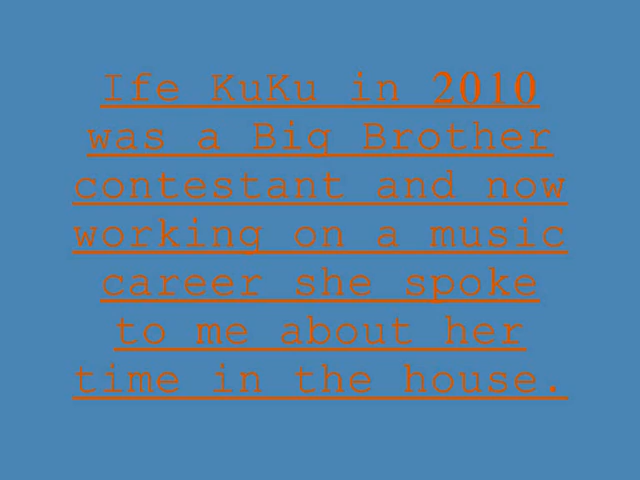 Ife KuKu in 2010
was a Big Brother
contestant and now
working on a music
career she spoke
to me about her
time in the house.